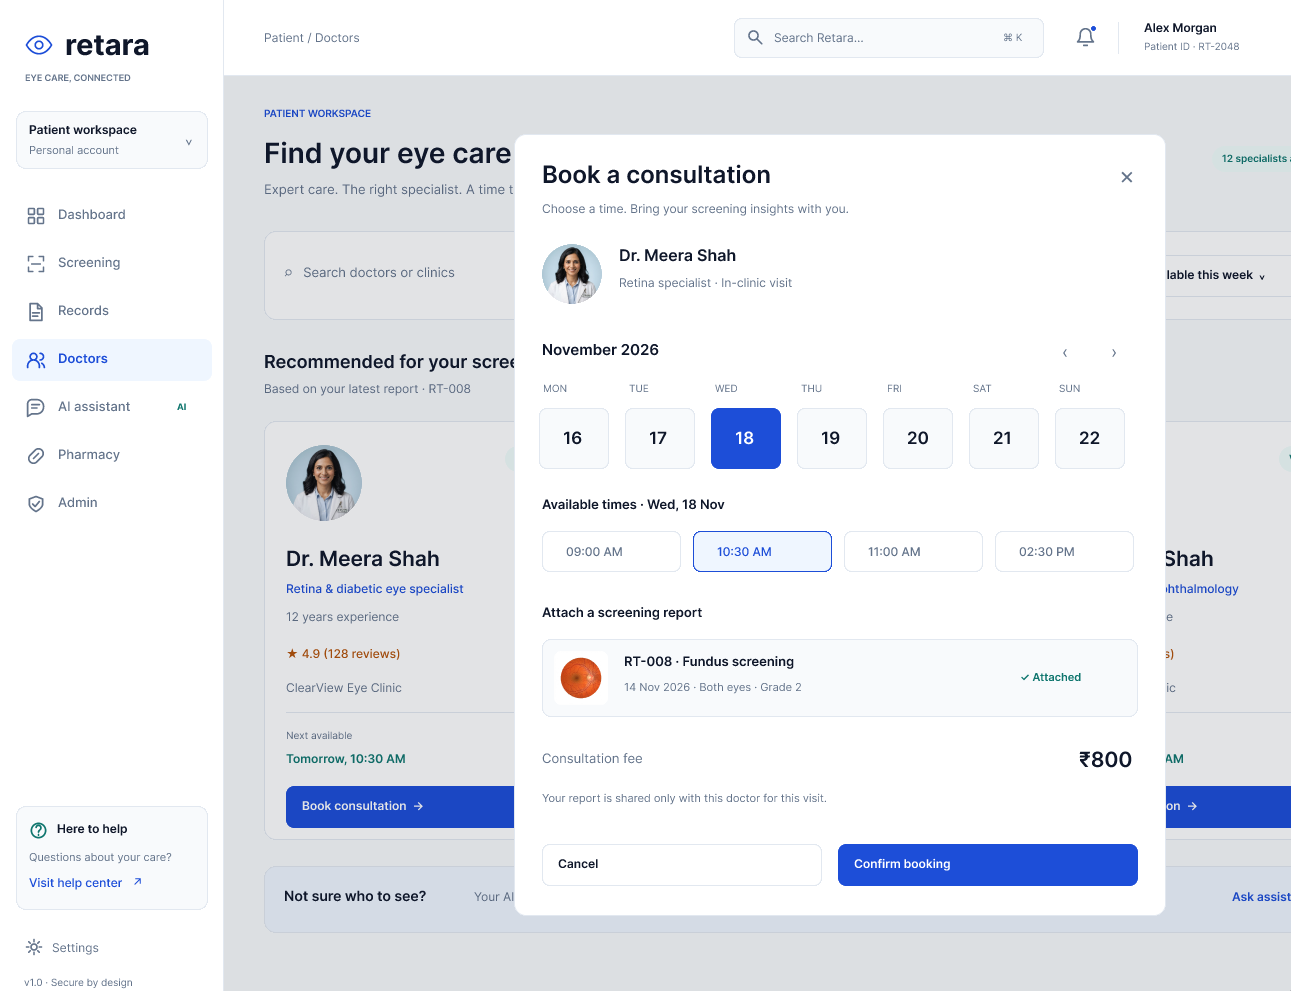 retara
EYE CARE, CONNECTED
Patient workspace
Personal account
Dashboard
Screening
Records
Doctors
AI assistant AI
Pharmacy
Admin
Here to help
Questions about your care?
Visit help center ↗
Settings
v1.0 · Secure by design
Patient / Doctors
Search Retara... ⌘ K
Alex Morgan
Patient ID · RT-2048
PATIENT WORKSPACE
Find your eye care
Expert care. The right specialist. A time t
12 specialists
Search doctors or clinics
lable this week
Recommended for your scree
Based on your latest report · RT-008
Dr. Meera Shah
Retina & diabetic eye specialist
12 years experience
★ 4.9 (128 reviews)
ClearView Eye Clinic
Next available
Tomorrow, 10:30 AM
Book consultation →
Shah
hthalmology
e
s)
ic
AM
on →
Not sure who to see? Your AI
Ask assist
Book a consultation
Choose a time. Bring your screening insights with you.
Dr. Meera Shah
Retina specialist · In-clinic visit
November 2026 ‹ ›
MON TUE WED THU FRI SAT SUN
16 17 18 19 20 21 22
Available times · Wed, 18 Nov
09:00 AM 10:30 AM 11:00 AM 02:30 PM
Attach a screening report
RT-008 · Fundus screening
14 Nov 2026 · Both eyes · Grade 2
✓ Attached
Consultation fee ₹800
Your report is shared only with this doctor for this visit.
Cancel Confirm booking